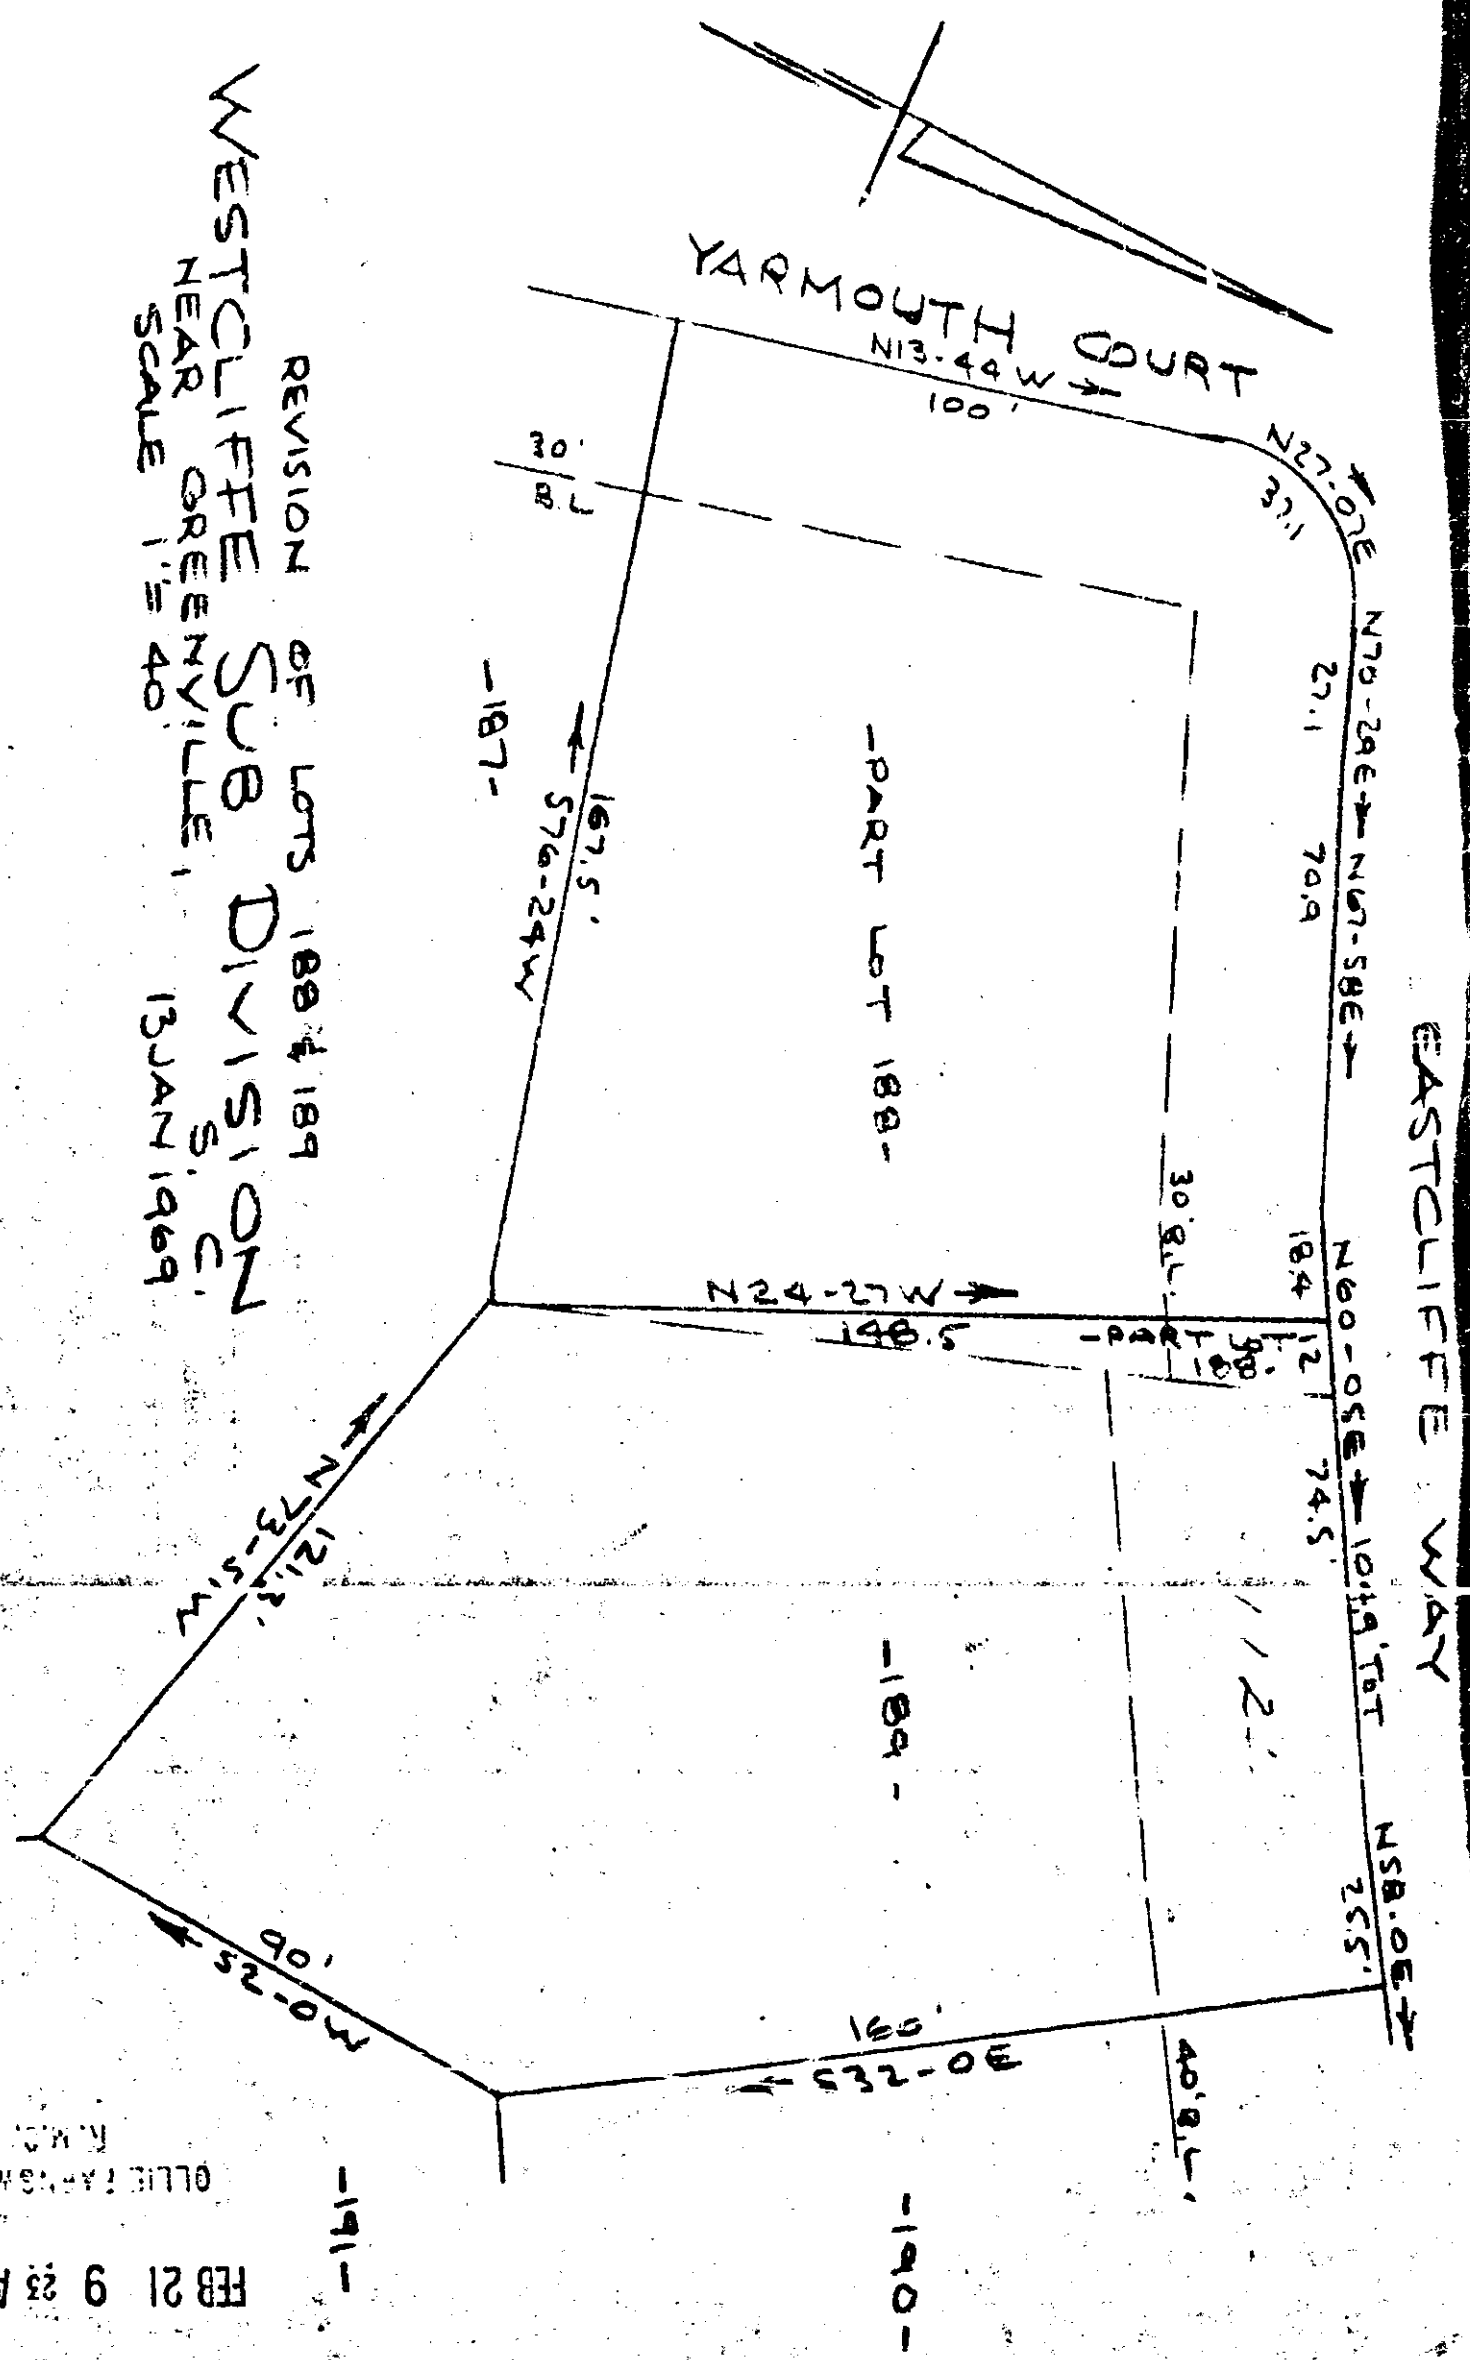 EASTCLIFFE WAY
YARMOUTH COURT
N13-44W
100'
N27-07E
37.1
N70-29E
27.1
N67-58E
70.9
N60-05E
104.9' TOT
18.4
12
74.5'
N58-0E
25.5'
30'
B.L
30' B.L.
40' B.L.
112'
-PART LOT 188-
-PART LOT
188-
-189-
-187-
-190-
-191-
167.5'
S76-24W
N24-27W
148.5
N73-51W
121.2'
90'
S2-0W
160'
S32-0E
REVISION OF LOTS 188 & 189
WESTCLIFFE SUB DIVISION
NEAR GREENVILLE, S. C.
SCALE 1"=40' 13 JAN 1969
FEB 21 9 23 A
OLLIE
R.M.C.